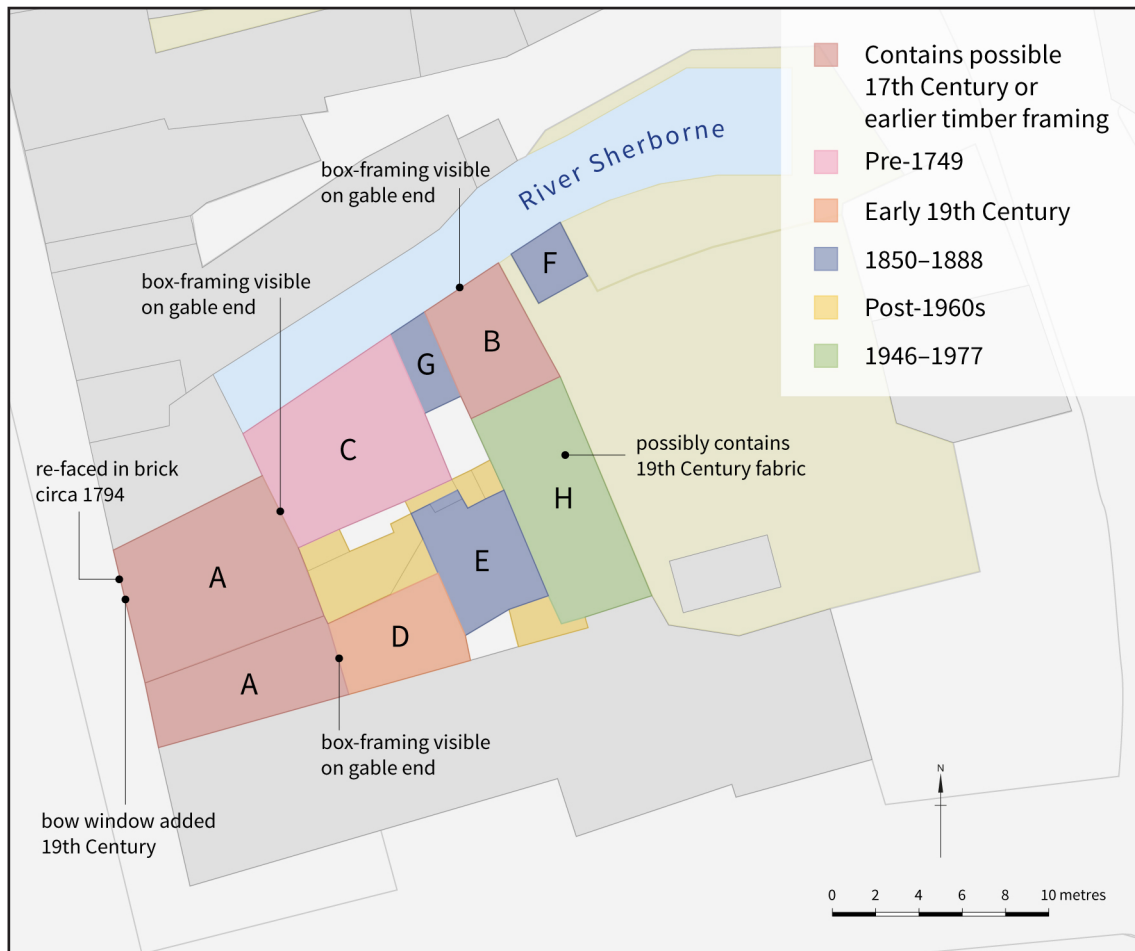 Contains possible
17th Century or
earlier timber framing
Pre-1749
Early 19th Century
1850–1888
Post-1960s
1946–1977
River Sherborne
box-framing visible
on gable end
F
box-framing visible
on gable end
B
G
C
re-faced in brick
circa 1794
possibly contains
19th Century fabric
H
E
A
D
A
box-framing visible
on gable end
bow window added
19th Century
N
0 2 4 6 8 10 metres